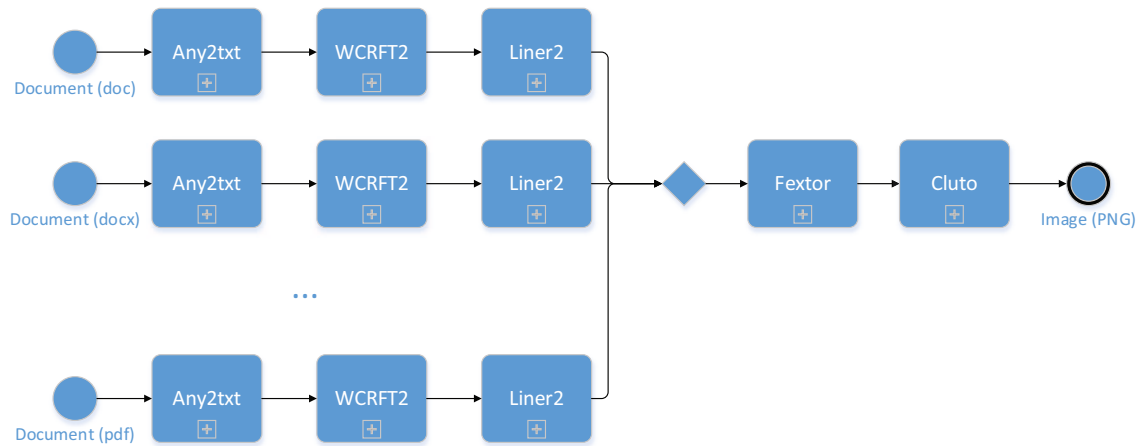 Any2txt
WCRFT2
Liner2
Document (doc)
Any2txt
WCRFT2
Liner2
Fextor
Cluto
Document (docx)
Image (PNG)
...
Any2txt
WCRFT2
Liner2
Document (pdf)